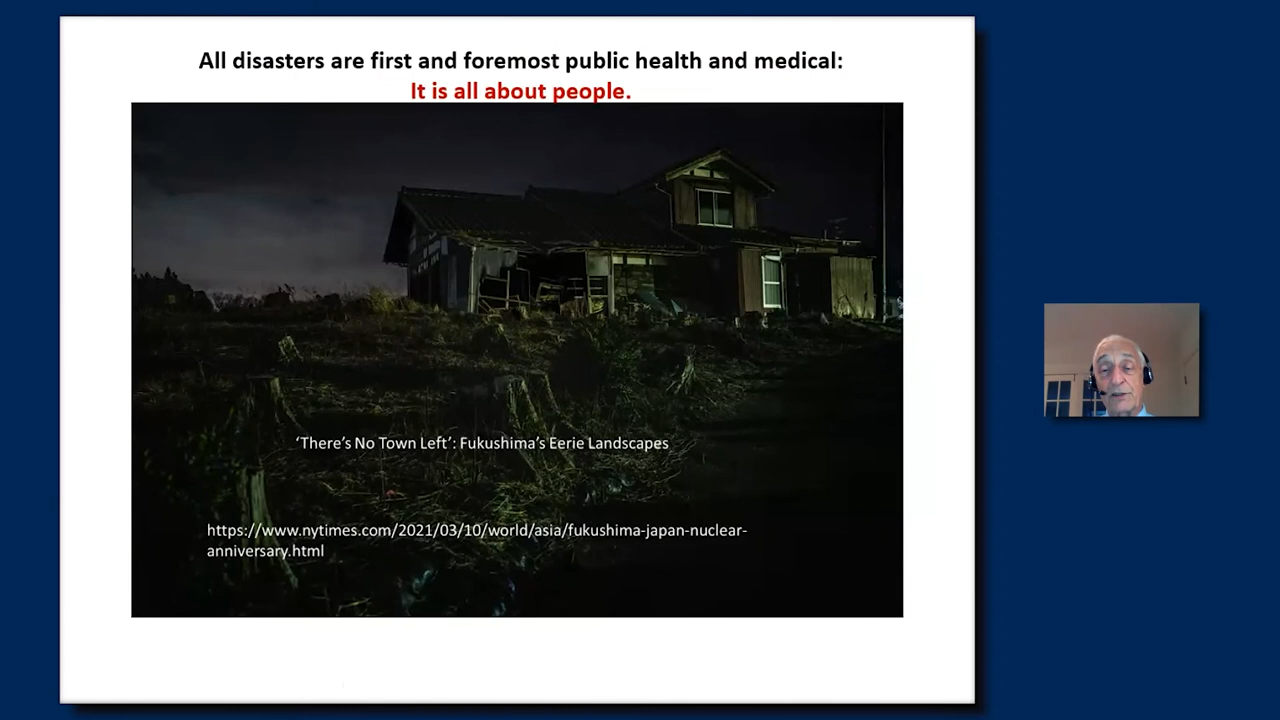 All disasters are first and foremost public health and medical:
It is all about people.
‘There’s No Town Left’: Fukushima’s Eerie Landscapes
https://www.nytimes.com/2021/03/10/world/asia/fukushima-japan-nuclear-
anniversary.html